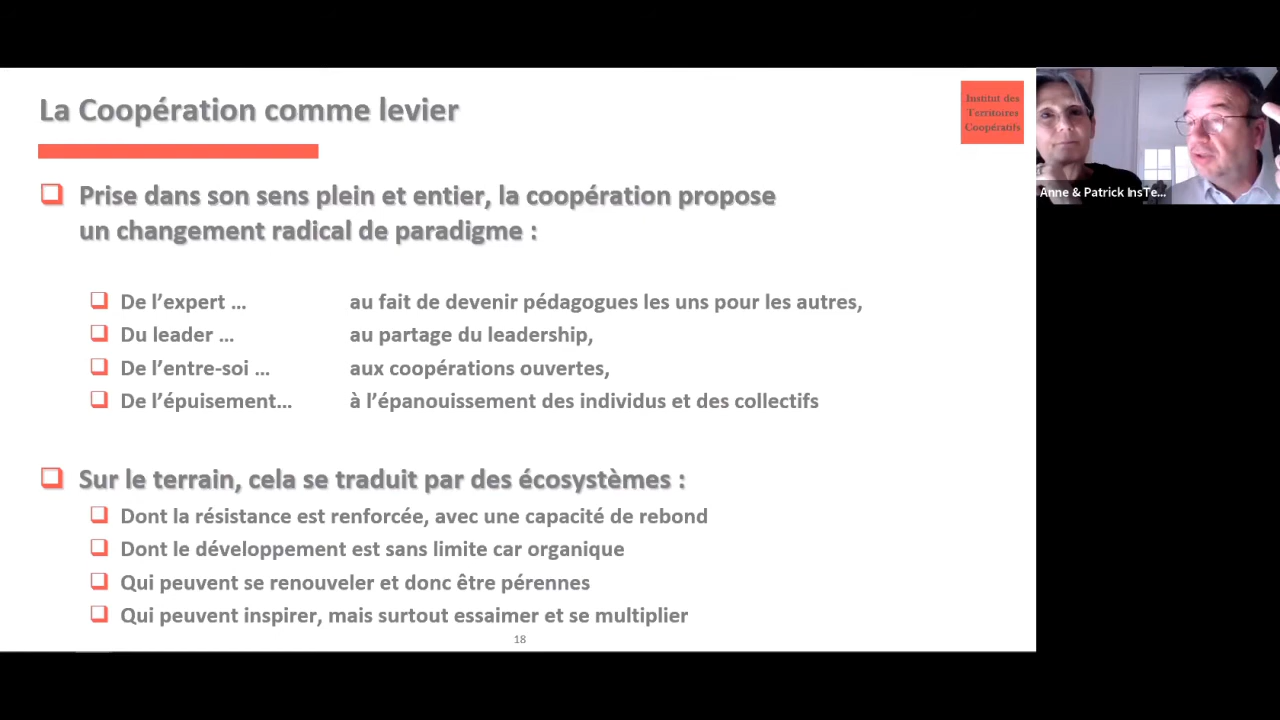 La Coopération comme levier
Institut des
Territoires
Coopératifs
Anne & Patrick InsTe...
Prise dans son sens plein et entier, la coopération propose
un changement radical de paradigme :
De l’expert … au fait de devenir pédagogues les uns pour les autres,
Du leader … au partage du leadership,
De l’entre-soi … aux coopérations ouvertes,
De l’épuisement… à l’épanouissement des individus et des collectifs
Sur le terrain, cela se traduit par des écosystèmes :
Dont la résistance est renforcée, avec une capacité de rebond
Dont le développement est sans limite car organique
Qui peuvent se renouveler et donc être pérennes
Qui peuvent inspirer, mais surtout essaimer et se multiplier
18